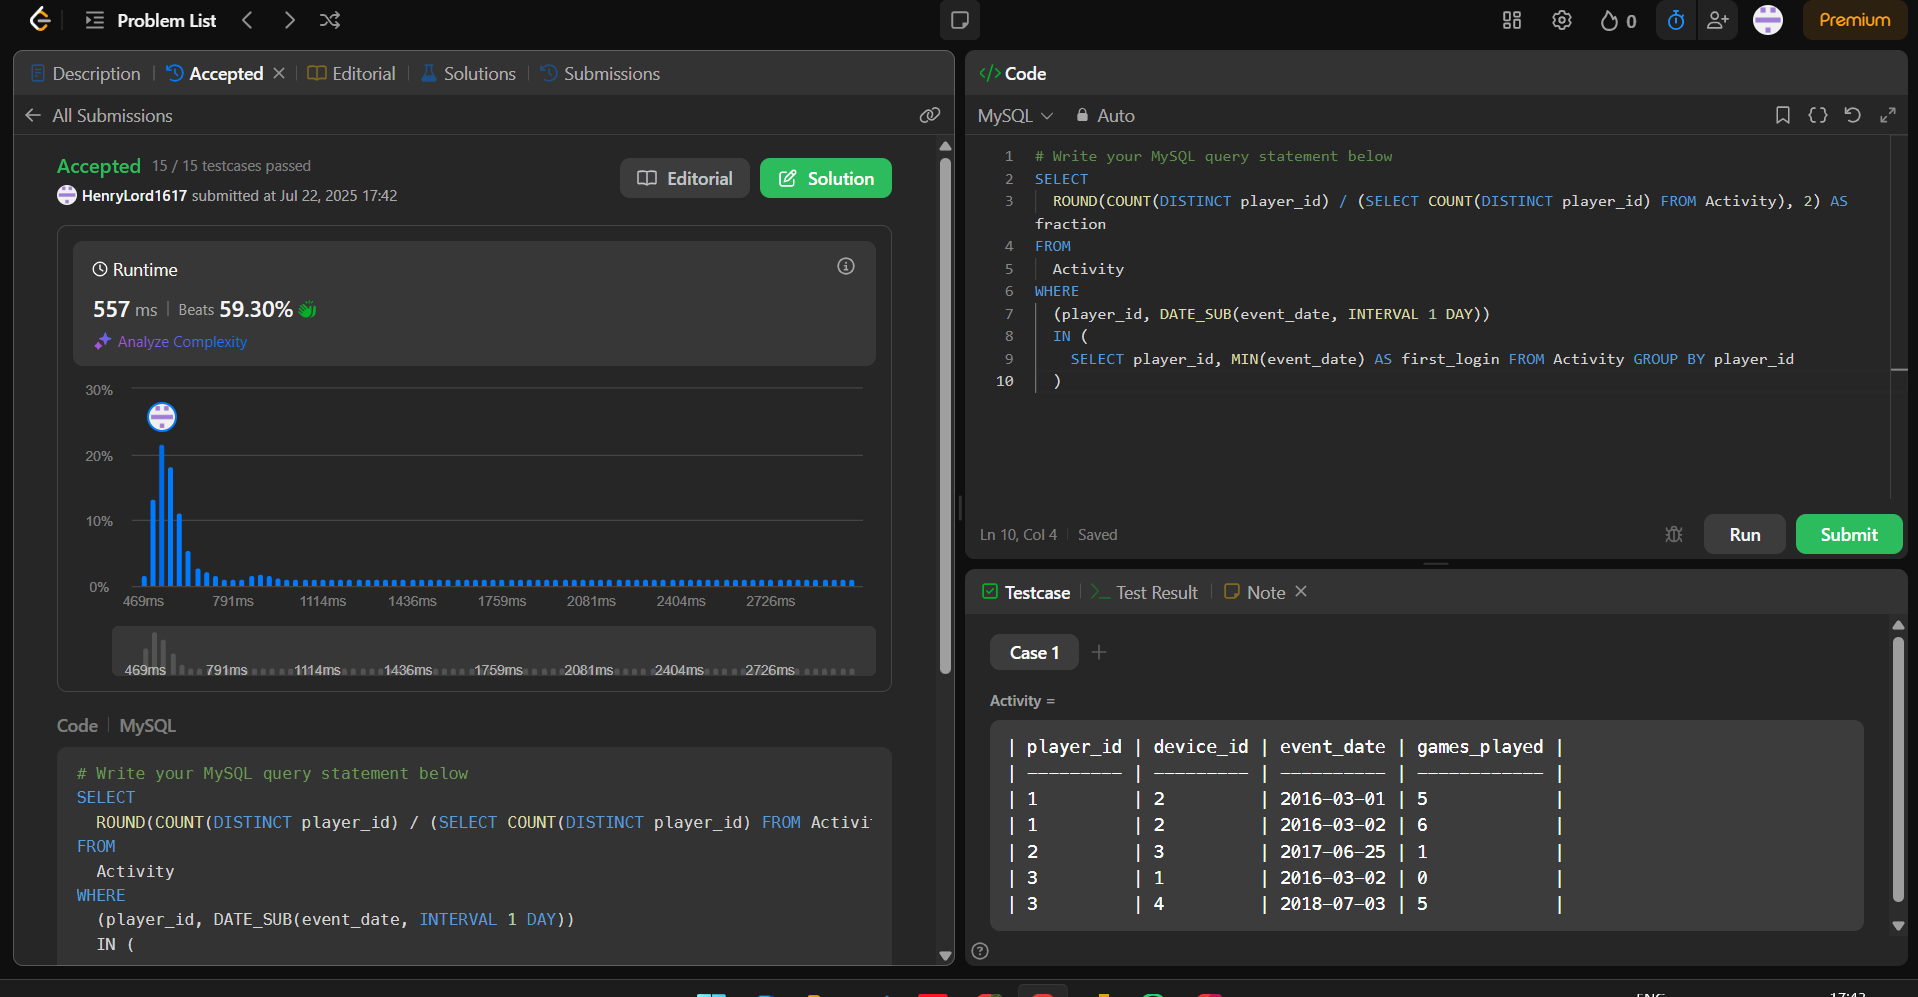 Problem List
0
Premium
Description
Accepted
Editorial
Solutions
Submissions
All Submissions
Accepted 15 / 15 testcases passed
HenryLord1617 submitted at Jul 22, 2025 17:42
Editorial
Solution
Runtime
557 ms Beats 59.30%
Analyze Complexity
30%
20%
10%
0%
469ms 791ms 1114ms 1436ms 1759ms 2081ms 2404ms 2726ms
469ms 791ms 1114ms 1436ms 1759ms 2081ms 2404ms 2726ms
Code MySQL
# Write your MySQL query statement below
SELECT
ROUND(COUNT(DISTINCT player_id) / (SELECT COUNT(DISTINCT player_id) FROM Activi
FROM
Activity
WHERE
(player_id, DATE_SUB(event_date, INTERVAL 1 DAY))
IN (
</> Code
MySQL
Auto
1 # Write your MySQL query statement below
2 SELECT
3 ROUND(COUNT(DISTINCT player_id) / (SELECT COUNT(DISTINCT player_id) FROM Activity), 2) AS
fraction
4 FROM
5 Activity
6 WHERE
7 (player_id, DATE_SUB(event_date, INTERVAL 1 DAY))
8 IN (
9 SELECT player_id, MIN(event_date) AS first_login FROM Activity GROUP BY player_id
10 )
Ln 10, Col 4 Saved
Run
Submit
Testcase
Test Result
Note
Case 1
Activity =
| player_id | device_id | event_date | games_played |
| --------- | --------- | ---------- | ------------ |
| 1 | 2 | 2016-03-01 | 5 |
| 1 | 2 | 2016-03-02 | 6 |
| 2 | 3 | 2017-06-25 | 1 |
| 3 | 1 | 2016-03-02 | 0 |
| 3 | 4 | 2018-07-03 | 5 |